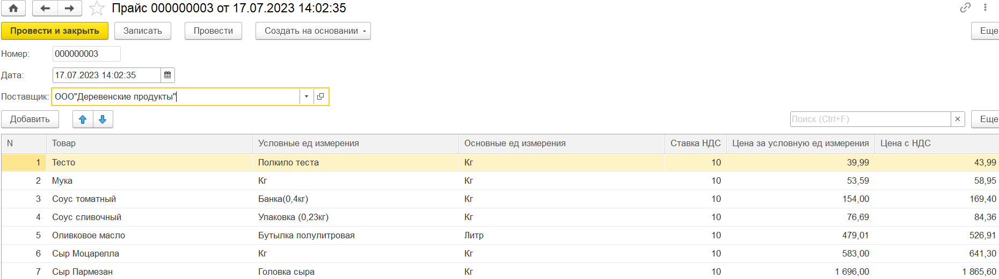 Прайс 000000003 от 17.07.2023 14:02:35
Провести и закрыть Записать Провести Создать на основании Еще
Номер: 000000003
Дата: 17.07.2023 14:02:35
Поставщик: ООО"Деревенские продукты"
Добавить Поиск (Ctrl+F) × Еще
N Товар Условные ед измерения Основные ед измерения Ставка НДС Цена за условную ед измерения Цена с НДС
1 Тесто Полкило теста Кг 10 39,99 43,99
2 Мука Кг Кг 10 53,59 58,95
3 Соус томатный Банка(0,4кг) Кг 10 154,00 169,40
4 Соус сливочный Упаковка (0,23кг) Кг 10 76,69 84,36
5 Оливковое масло Бутылка полулитровая Литр 10 479,01 526,91
6 Сыр Моцарелла Кг Кг 10 583,00 641,30
7 Сыр Пармезан Головка сыра Кг 10 1 696,00 1 865,60